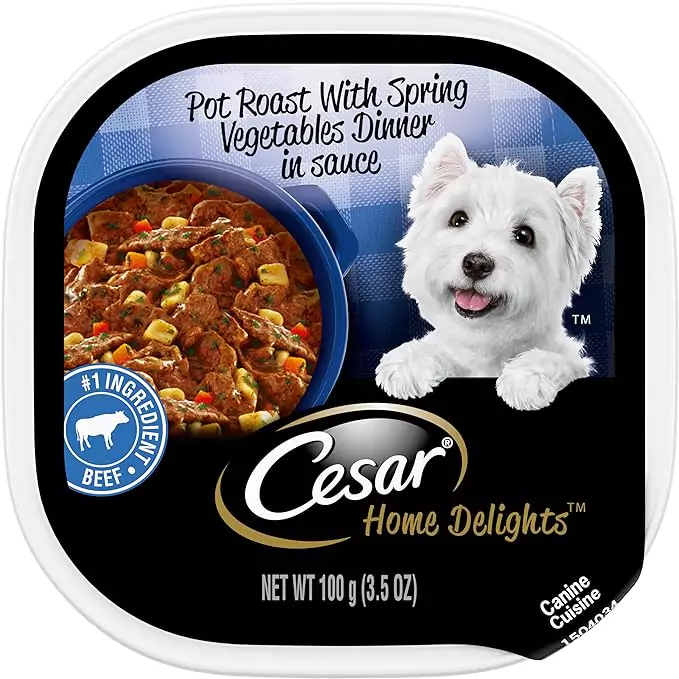 Pot Roast With Spring
Vegetables Dinner
in sauce
TM
#1 INGREDIENT
BEEF
Cesar®
Home Delights™
NET WT 100 g (3.5 OZ)
Canine
Cuisine